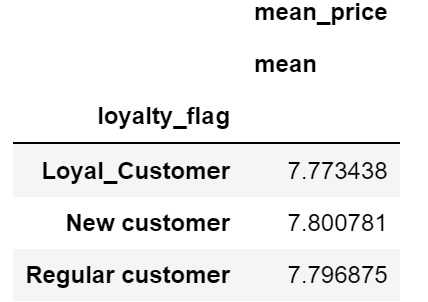 mean_price
mean
loyalty_flag
Loyal_Customer 7.773438
New customer 7.800781
Regular customer 7.796875